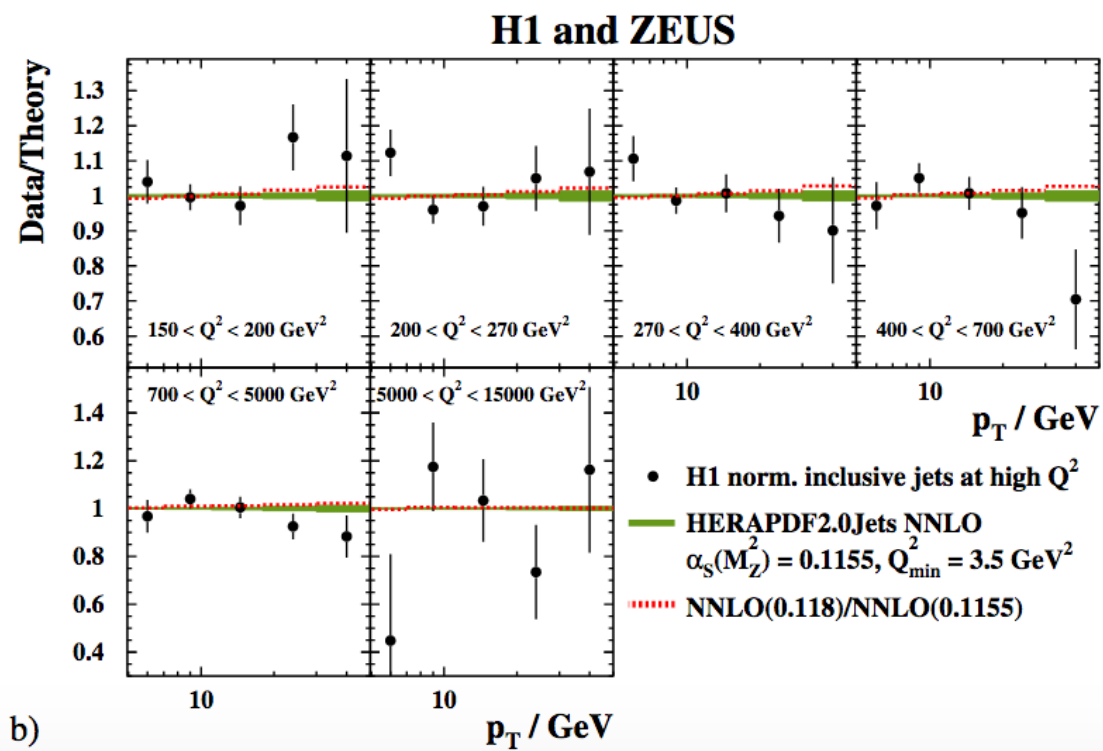 H1 and ZEUS
Data/Theory
1.3
1.2
1.1
1
0.9
0.8
0.7
0.6
150 < Q² < 200 GeV²
200 < Q² < 270 GeV²
270 < Q² < 400 GeV²
400 < Q² < 700 GeV²
10
10
p_T / GeV
700 < Q² < 5000 GeV²
5000 < Q² < 15000 GeV²
1.4
1.2
1
0.8
0.6
0.4
10
10
p_T / GeV
H1 norm. inclusive jets at high Q²
HERAPDF2.0Jets NNLO
α_S(M_Z²) = 0.1155, Q²_min = 3.5 GeV²
NNLO(0.118)/NNLO(0.1155)
b)